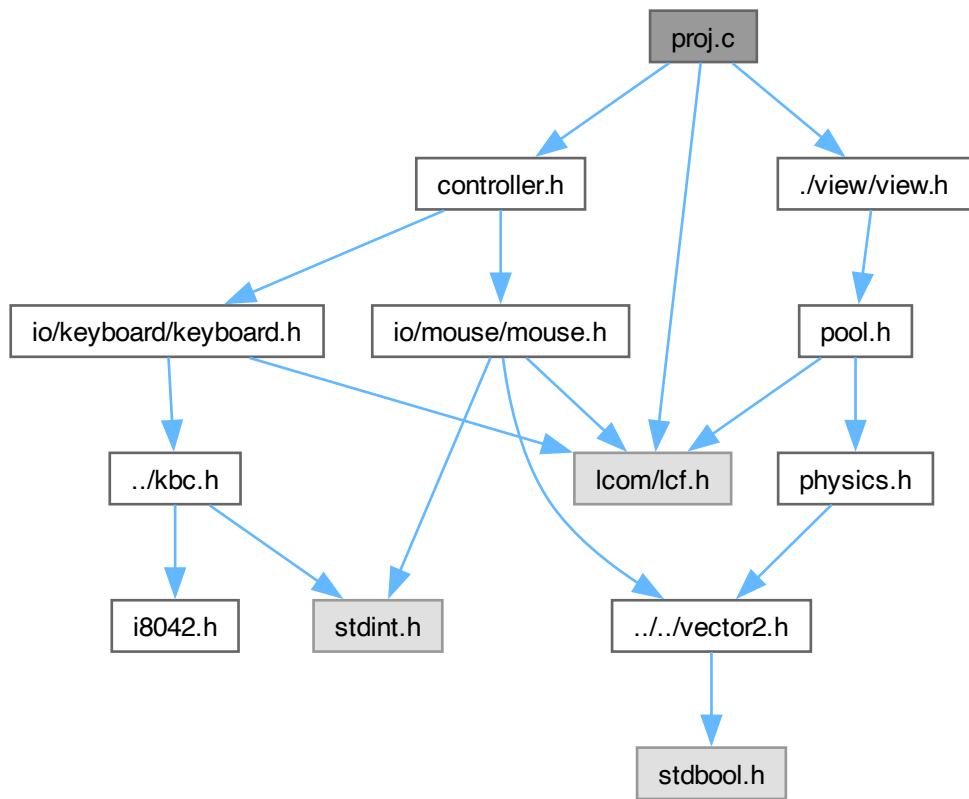 proj.c
controller.h
./view/view.h
io/keyboard/keyboard.h
io/mouse/mouse.h
pool.h
../kbc.h
lcom/lcf.h
physics.h
i8042.h
stdint.h
../../vector2.h
stdbool.h